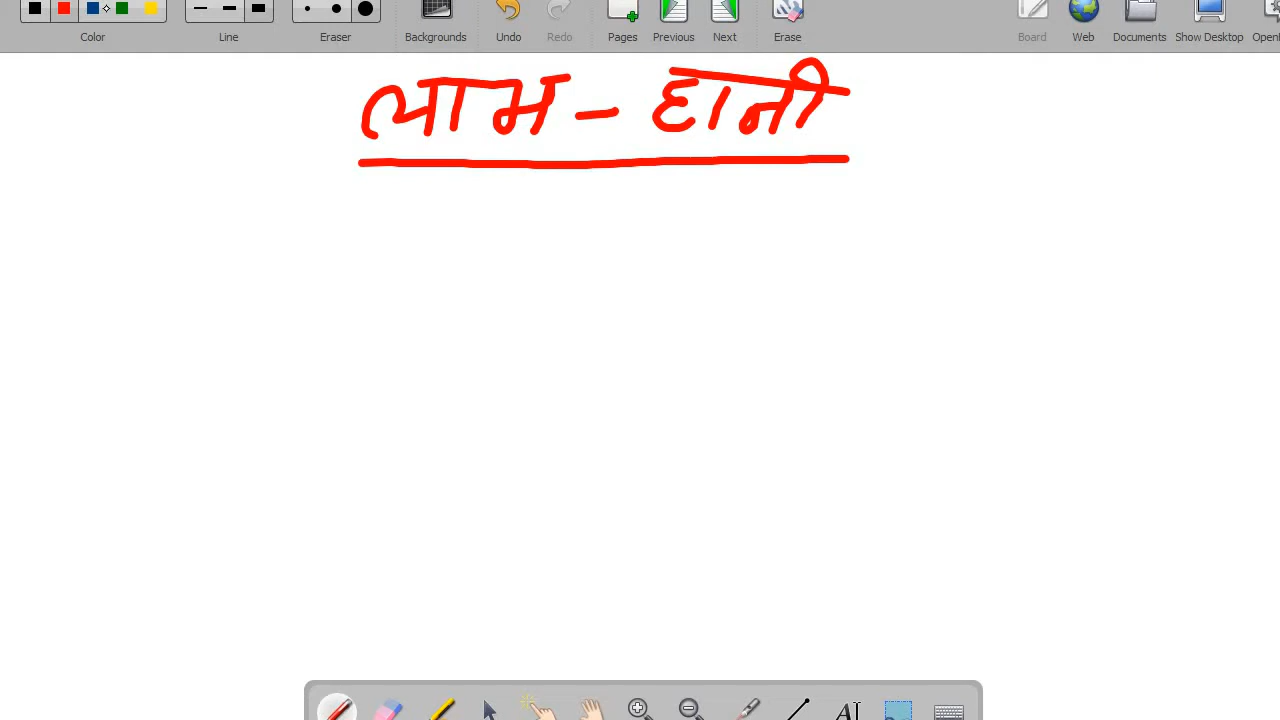 Color
Line
Eraser
Backgrounds
Undo
Redo
Pages
Previous
Next
Erase
Board
Web
Documents
Show Desktop
लाभ - हानी